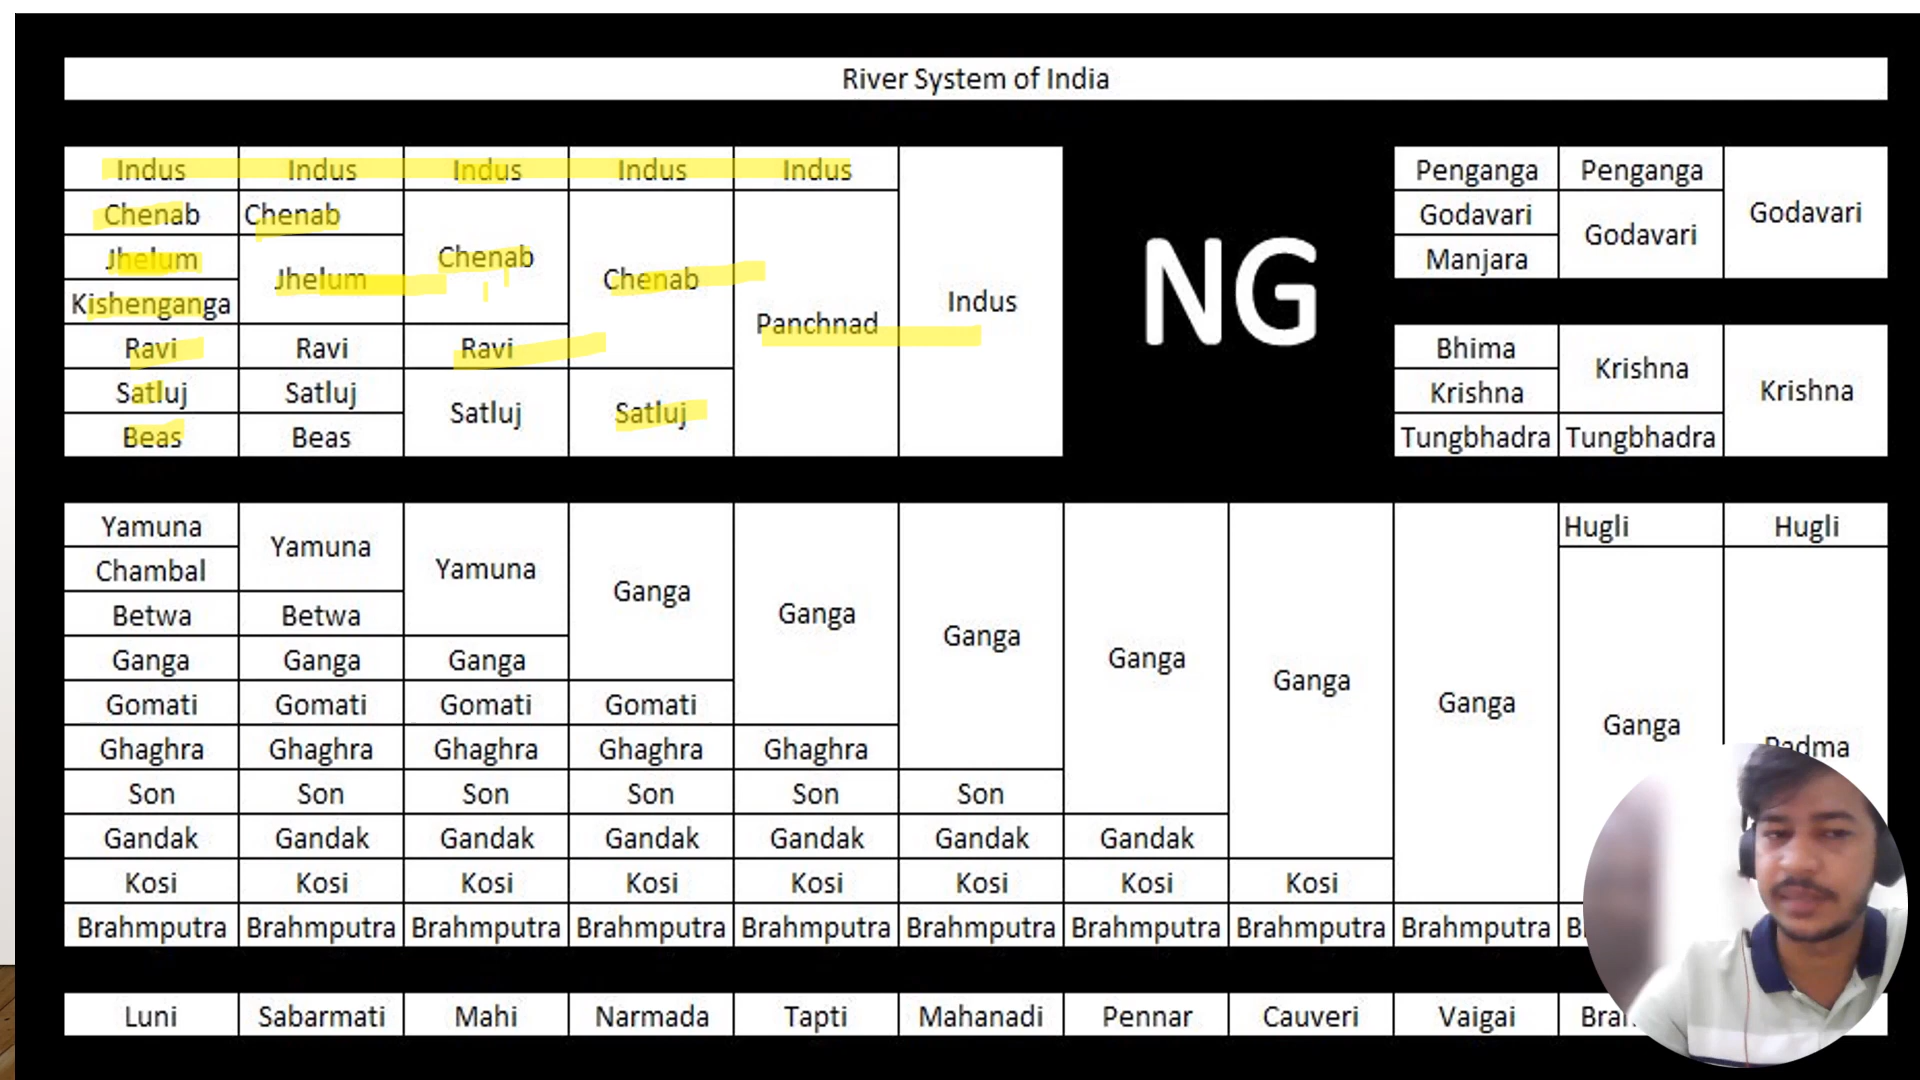 River System of India
Indus Indus Indus Indus Indus Indus
Chenab Chenab Chenab Chenab Panchnad
Jhelum Jhelum
Kishenganga
Ravi Ravi Ravi
Satluj Satluj Satluj Satluj
Beas Beas
NG
Penganga Penganga Godavari
Godavari Godavari
Manjara
Bhima Krishna Krishna
Krishna
Tungbhadra Tungbhadra
Yamuna Yamuna Yamuna Ganga Ganga Ganga Ganga Ganga Ganga Hugli Hugli
Chambal Ganga Padma
Betwa Betwa
Ganga Ganga Ganga
Gomati Gomati Gomati Gomati
Ghaghra Ghaghra Ghaghra Ghaghra Ghaghra
Son Son Son Son Son Son
Gandak Gandak Gandak Gandak Gandak Gandak Gandak
Kosi Kosi Kosi Kosi Kosi Kosi Kosi Kosi
Brahmputra Brahmputra Brahmputra Brahmputra Brahmputra Brahmputra Brahmputra Brahmputra Brahmputra
Luni Sabarmati Mahi Narmada Tapti Mahanadi Pennar Cauveri Vaigai